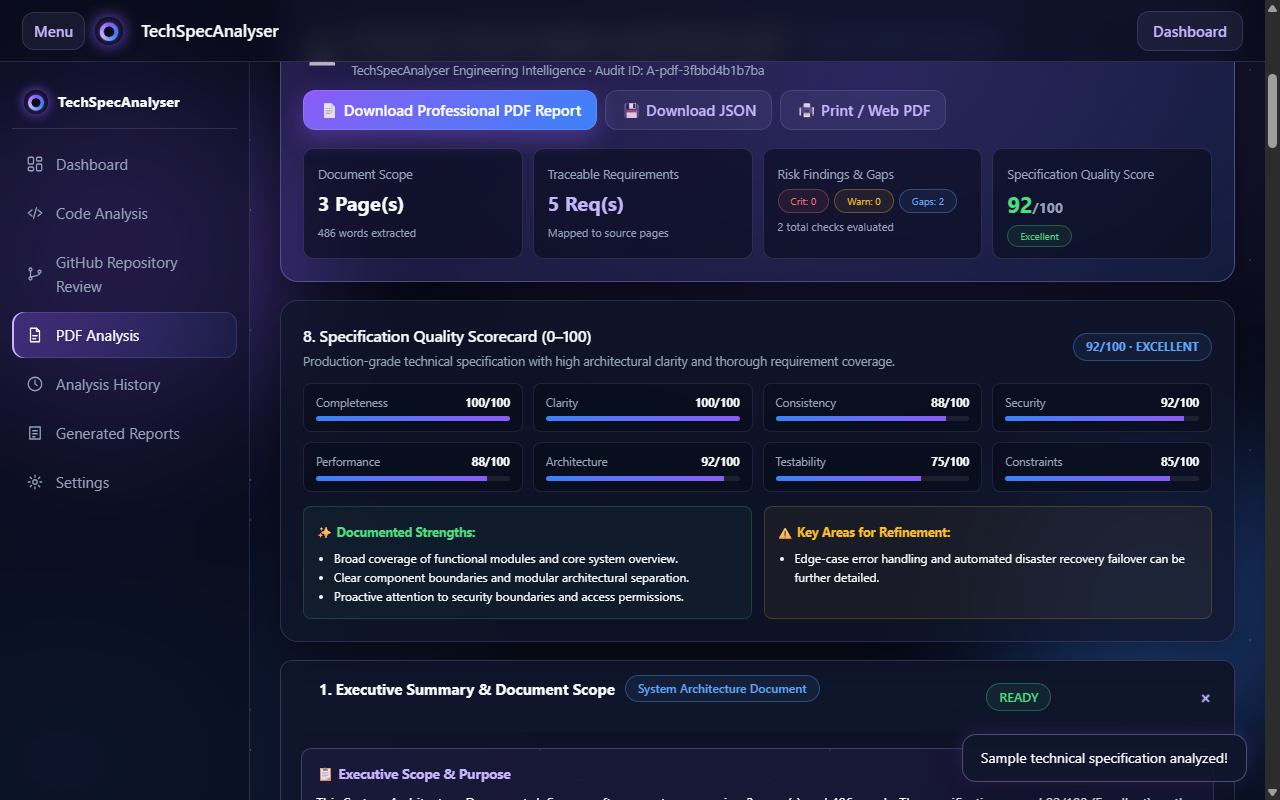 Menu
TechSpecAnalyser
Dashboard
TechSpecAnalyser
Dashboard
Code Analysis
GitHub Repository
Review
PDF Analysis
Analysis History
Generated Reports
Settings
TechSpecAnalyser Engineering Intelligence · Audit ID: A-pdf-3fbbd4b1b7ba
Download Professional PDF Report
Download JSON
Print / Web PDF
Document Scope
3 Page(s)
486 words extracted
Traceable Requirements
5 Req(s)
Mapped to source pages
Risk Findings & Gaps
Crit: 0 Warn: 0 Gaps: 2
2 total checks evaluated
Specification Quality Score
92/100
Excellent
8. Specification Quality Scorecard (0–100)
Production-grade technical specification with high architectural clarity and thorough requirement coverage.
92/100 · EXCELLENT
Completeness 100/100
Clarity 100/100
Consistency 88/100
Security 92/100
Performance 88/100
Architecture 92/100
Testability 75/100
Constraints 85/100
Documented Strengths:
• Broad coverage of functional modules and core system overview.
• Clear component boundaries and modular architectural separation.
• Proactive attention to security boundaries and access permissions.
Key Areas for Refinement:
• Edge-case error handling and automated disaster recovery failover can be
further detailed.
1. Executive Summary & Document Scope
System Architecture Document
READY
×
Executive Scope & Purpose
Sample technical specification analyzed!